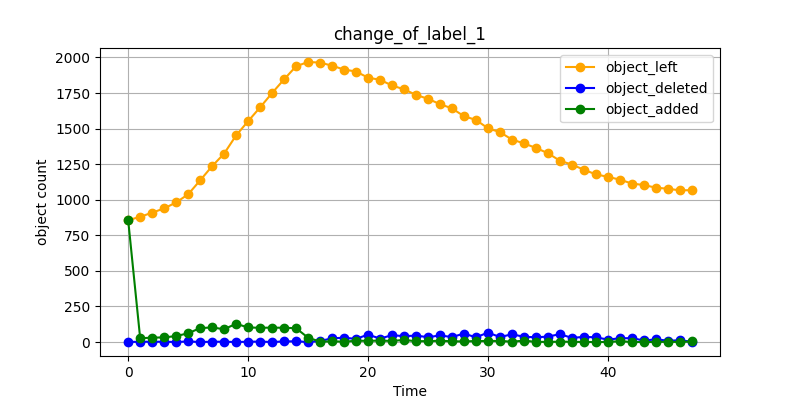 change_of_label_1
2000
1750
1500
1250
1000
750
500
250
0
object count
object_left
object_deleted
object_added
0 10 20 30 40
Time